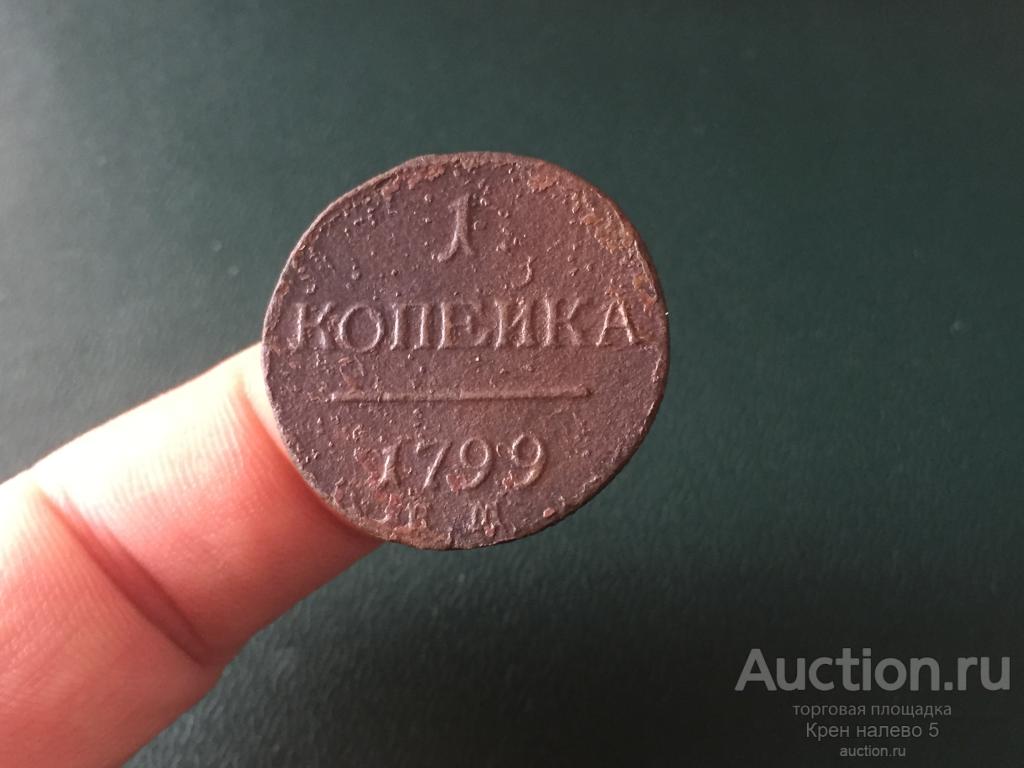 1
КОПЕЙКА
1799
Е М
Auction.ru
торговая площадка
Крен налево 5
auction.ru